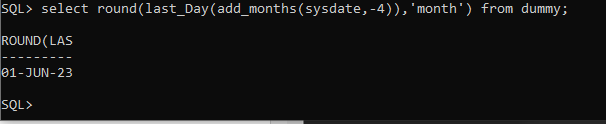 SQL> select round(last_Day(add_months(sysdate,-4)),'month') from dummy;
ROUND(LAS
---------
01-JUN-23
SQL>